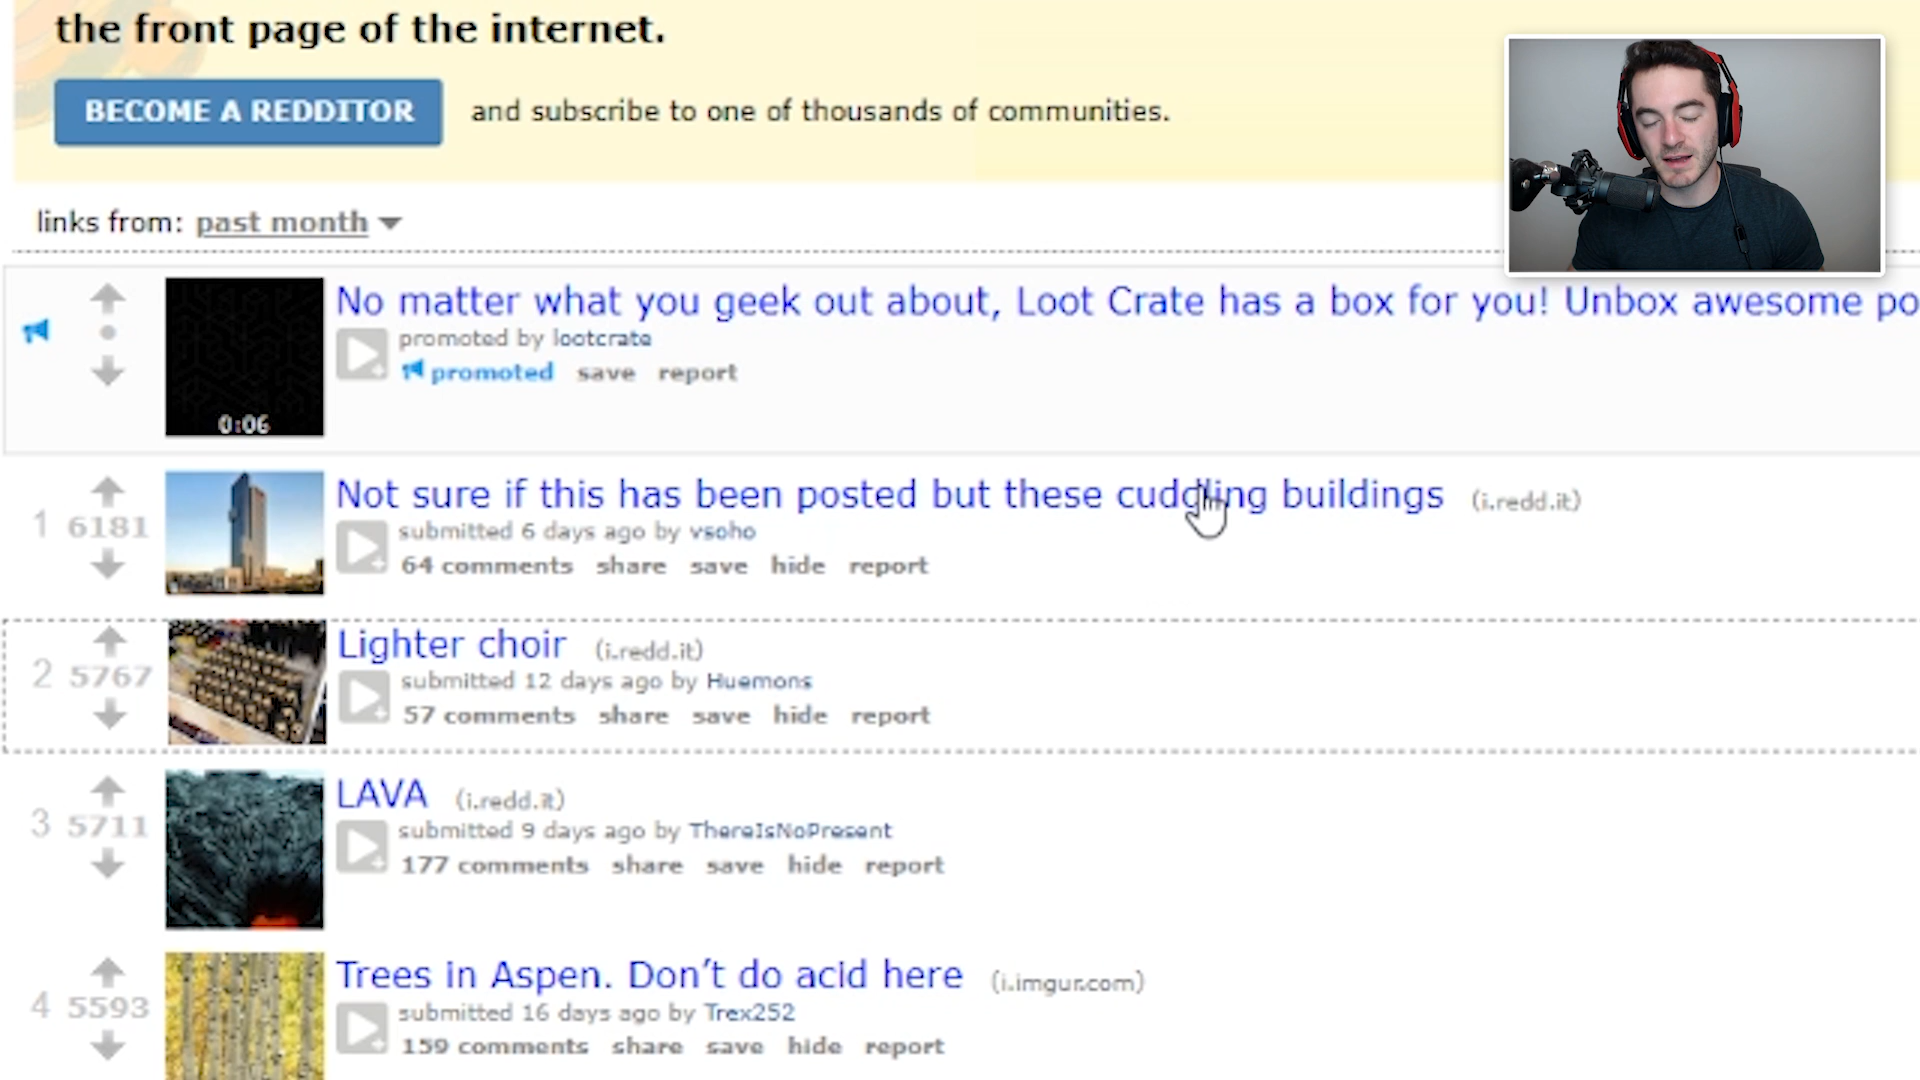 the front page of the internet.
BECOME A REDDITOR and subscribe to one of thousands of communities.
links from: past month
No matter what you geek out about, Loot Crate has a box for you! Unbox awesome po
promoted by lootcrate
promoted save report
0:06
1 6181
Not sure if this has been posted but these cuddling buildings (i.redd.it)
submitted 6 days ago by vsoho
64 comments share save hide report
2 5767
Lighter choir (i.redd.it)
submitted 12 days ago by Huemons
57 comments share save hide report
3 5711
LAVA (i.redd.it)
submitted 9 days ago by ThereIsNoPresent
177 comments share save hide report
4 5593
Trees in Aspen. Don't do acid here (i.imgur.com)
submitted 16 days ago by Trex252
159 comments share save hide report